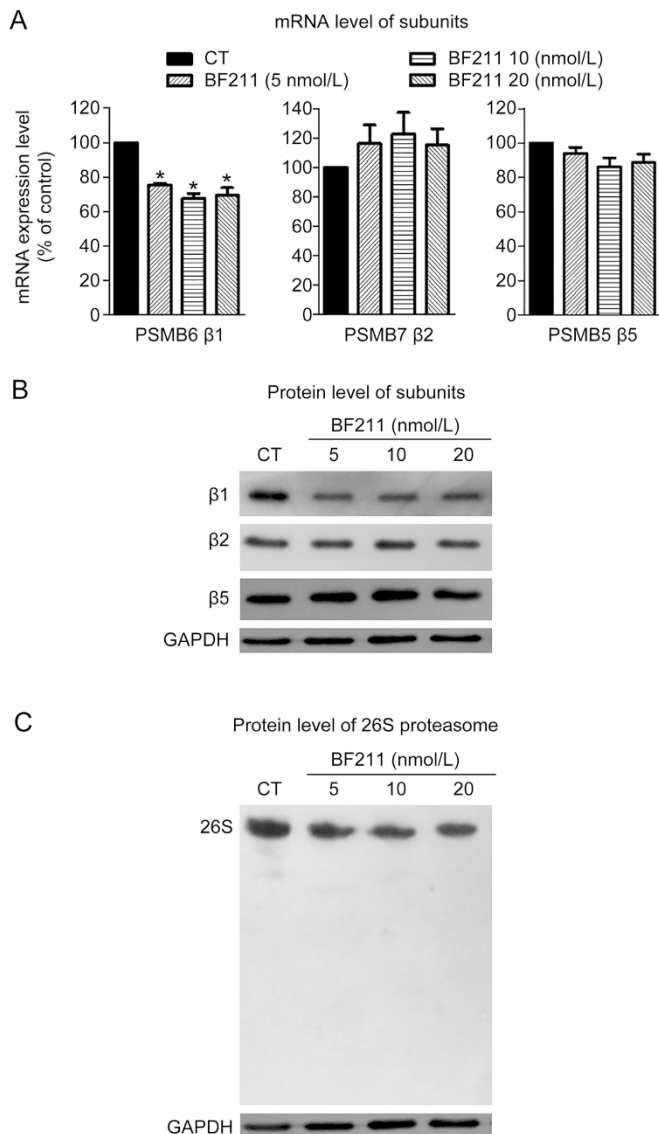 A
mRNA level of subunits
CT
BF211 10 (nmol/L)
BF211 (5 nmol/L)
BF211 20 (nmol/L)
mRNA expression level
(% of control)
120
100
80
60
40
20
0
* * *
PSMB6 β1
140
120
100
80
60
40
20
0
PSMB7 β2
120
100
80
60
40
20
0
PSMB5 β5
B
Protein level of subunits
BF211 (nmol/L)
CT 5 10 20
β1
β2
β5
GAPDH
C
Protein level of 26S proteasome
BF211 (nmol/L)
CT 5 10 20
26S
GAPDH